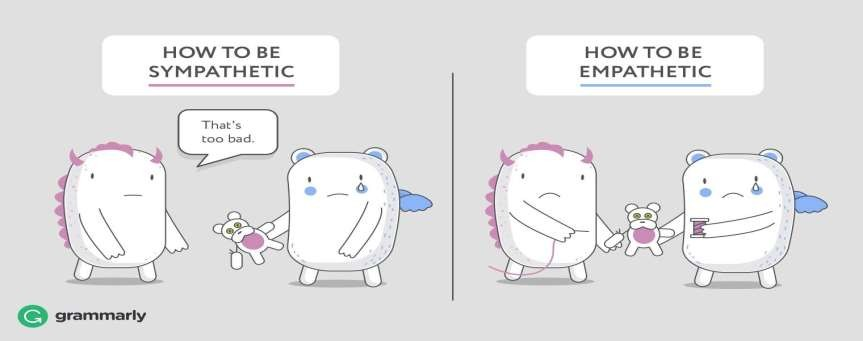 HOW TO BE
SYMPATHETIC
That's
too bad.
HOW TO BE
EMPATHETIC
grammarly